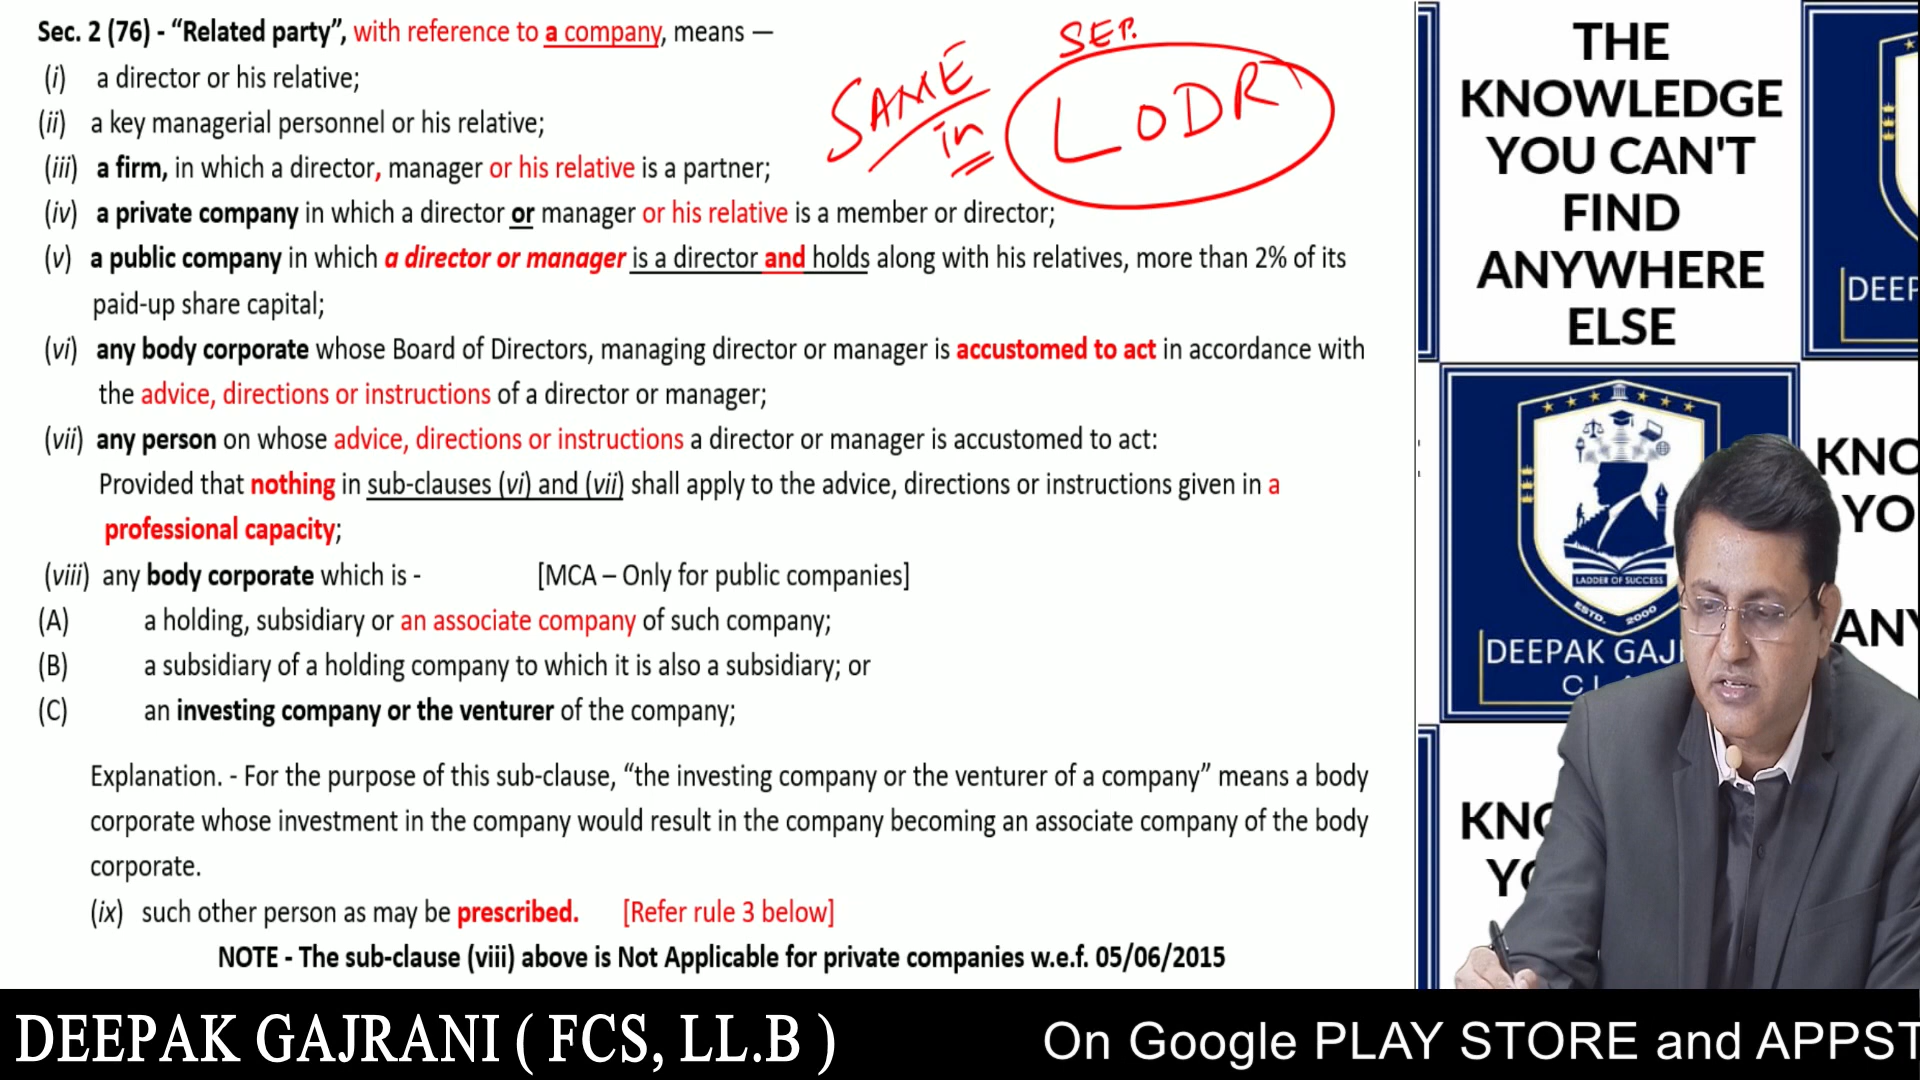 Sec. 2 (76) - “Related party”, with reference to a company, means —
(i) a director or his relative;
(ii) a key managerial personnel or his relative;
(iii) a firm, in which a director, manager or his relative is a partner;
(iv) a private company in which a director or manager or his relative is a member or director;
(v) a public company in which a director or manager is a director and holds along with his relatives, more than 2% of its
paid-up share capital;
(vi) any body corporate whose Board of Directors, managing director or manager is accustomed to act in accordance with
the advice, directions or instructions of a director or manager;
(vii) any person on whose advice, directions or instructions a director or manager is accustomed to act:
Provided that nothing in sub-clauses (vi) and (vii) shall apply to the advice, directions or instructions given in a
professional capacity;
(viii) any body corporate which is - [MCA – Only for public companies]
(A) a holding, subsidiary or an associate company of such company;
(B) a subsidiary of a holding company to which it is also a subsidiary; or
(C) an investing company or the venturer of the company;
Explanation. - For the purpose of this sub-clause, “the investing company or the venturer of a company” means a body
corporate whose investment in the company would result in the company becoming an associate company of the body
corporate.
(ix) such other person as may be prescribed. [Refer rule 3 below]
NOTE - The sub-clause (viii) above is Not Applicable for private companies w.e.f. 05/06/2015
SAME
in
LODR
THE
KNOWLEDGE
YOU CAN'T
FIND
ANYWHERE
ELSE
DEEP
LADDER OF SUCCESS
ESTD. 2000
DEEPAK GAJ
CL
KNO
YO
ANY
KNO
YO
DEEPAK GAJRANI ( FCS, LL.B )
On Google PLAY STORE and APPST